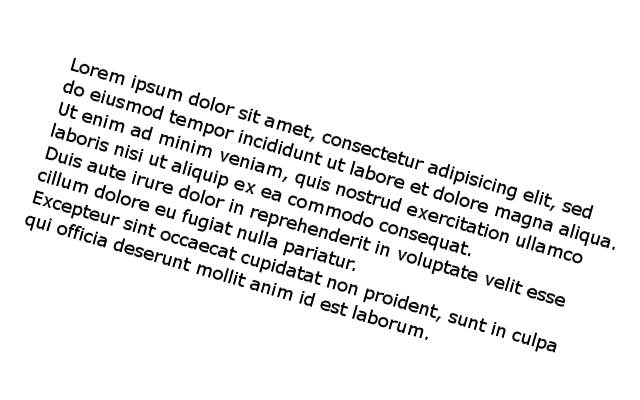 Lorem ipsum dolor sit amet, consectetur adipisicing elit, sed
do eiusmod tempor incididunt ut labore et dolore magna aliqua.
Ut enim ad minim veniam, quis nostrud exercitation ullamco
laboris nisi ut aliquip ex ea commodo consequat.
Duis aute irure dolor in reprehenderit in voluptate velit esse
cillum dolore eu fugiat nulla pariatur.
Excepteur sint occaecat cupidatat non proident, sunt in culpa
qui officia deserunt mollit anim id est laborum.